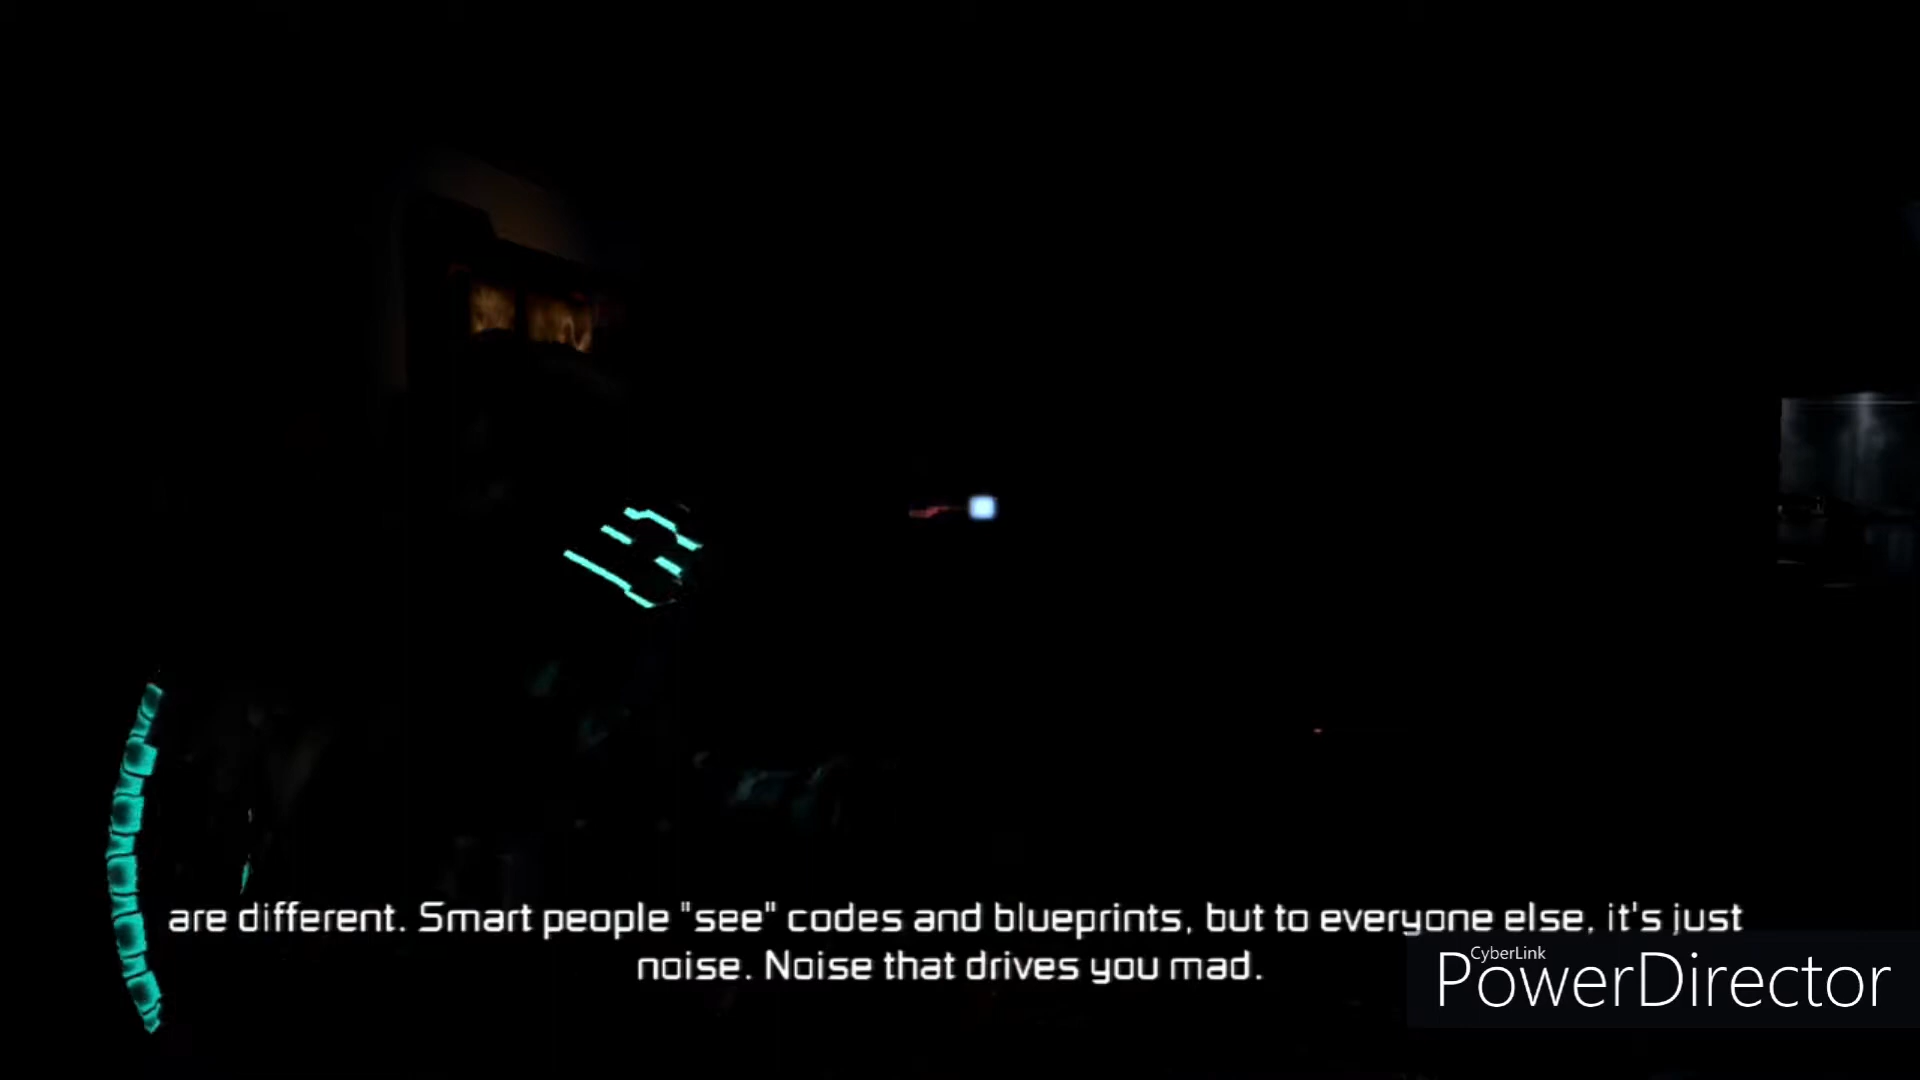 are different. Smart people "see" codes and blueprints, but to everyone else, it's just
noise. Noise that drives you mad.
CyberLink
PowerDirector